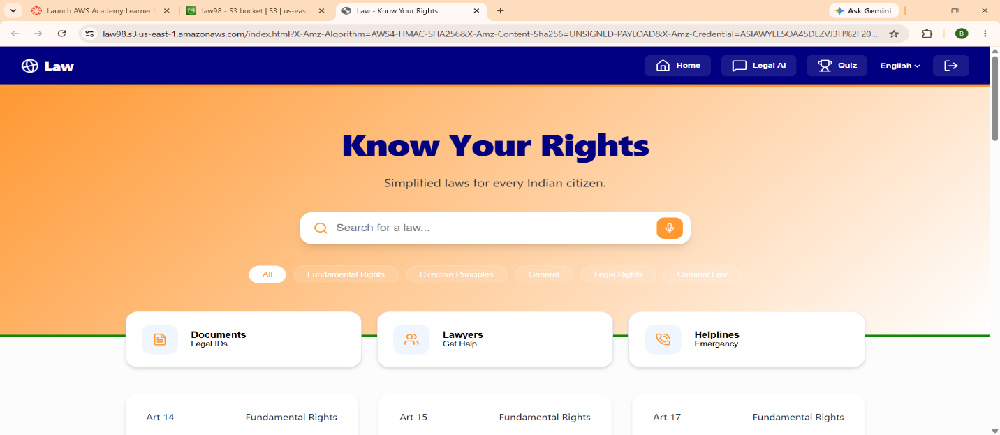 Launch AWS Academy Learner
law98 - S3 bucket | S3 | us-east
Law - Know Your Rights
Ask Gemini
law98.s3.us-east-1.amazonaws.com/index.html?X-Amz-Algorithm=AWS4-HMAC-SHA256&X-Amz-Content-Sha256=UNSIGNED-PAYLOAD&X-Amz-Credential=ASIAWYLE5OA45DLZVJ3H%2F20...
B
Law
Home
Legal AI
Quiz
English
Know Your Rights
Simplified laws for every Indian citizen.
Search for a law...
All
Fundamental Rights
Directive Principles
General
Legal Rights
Criminal Law
Documents
Legal IDs
Lawyers
Get Help
Helplines
Emergency
Art 14
Fundamental Rights
Art 15
Fundamental Rights
Art 17
Fundamental Rights